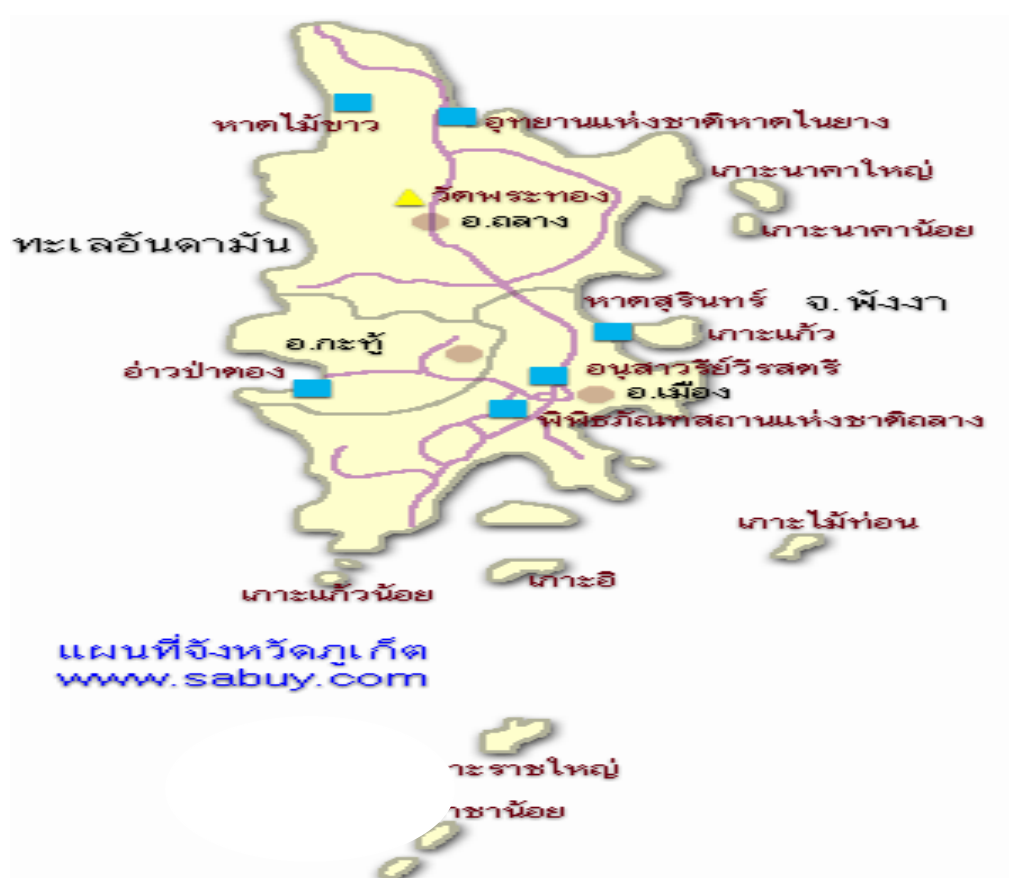 หาดไม้ขาว
อุทยานแห่งชาติหาดในยาง
เกาะนาคาใหญ่
วัดพระทอง
อ.ถลาง
เกาะนาคาน้อย
ทะเลอันดามัน
หาดสุรินทร์
จ.พังงา
เกาะแก้ว
อ.กะทู้
อ่าวป่าตอง
อนุสาวรีย์วีรสตรี
อ.เมือง
พิพิธภัณฑสถานแห่งชาติถลาง
เกาะไม้ท่อน
เกาะฮิ
เกาะแก้วน้อย
แผนที่จังหวัดภูเก็ต
www.sabuy.com
าะราชใหญ่
าชาน้อย